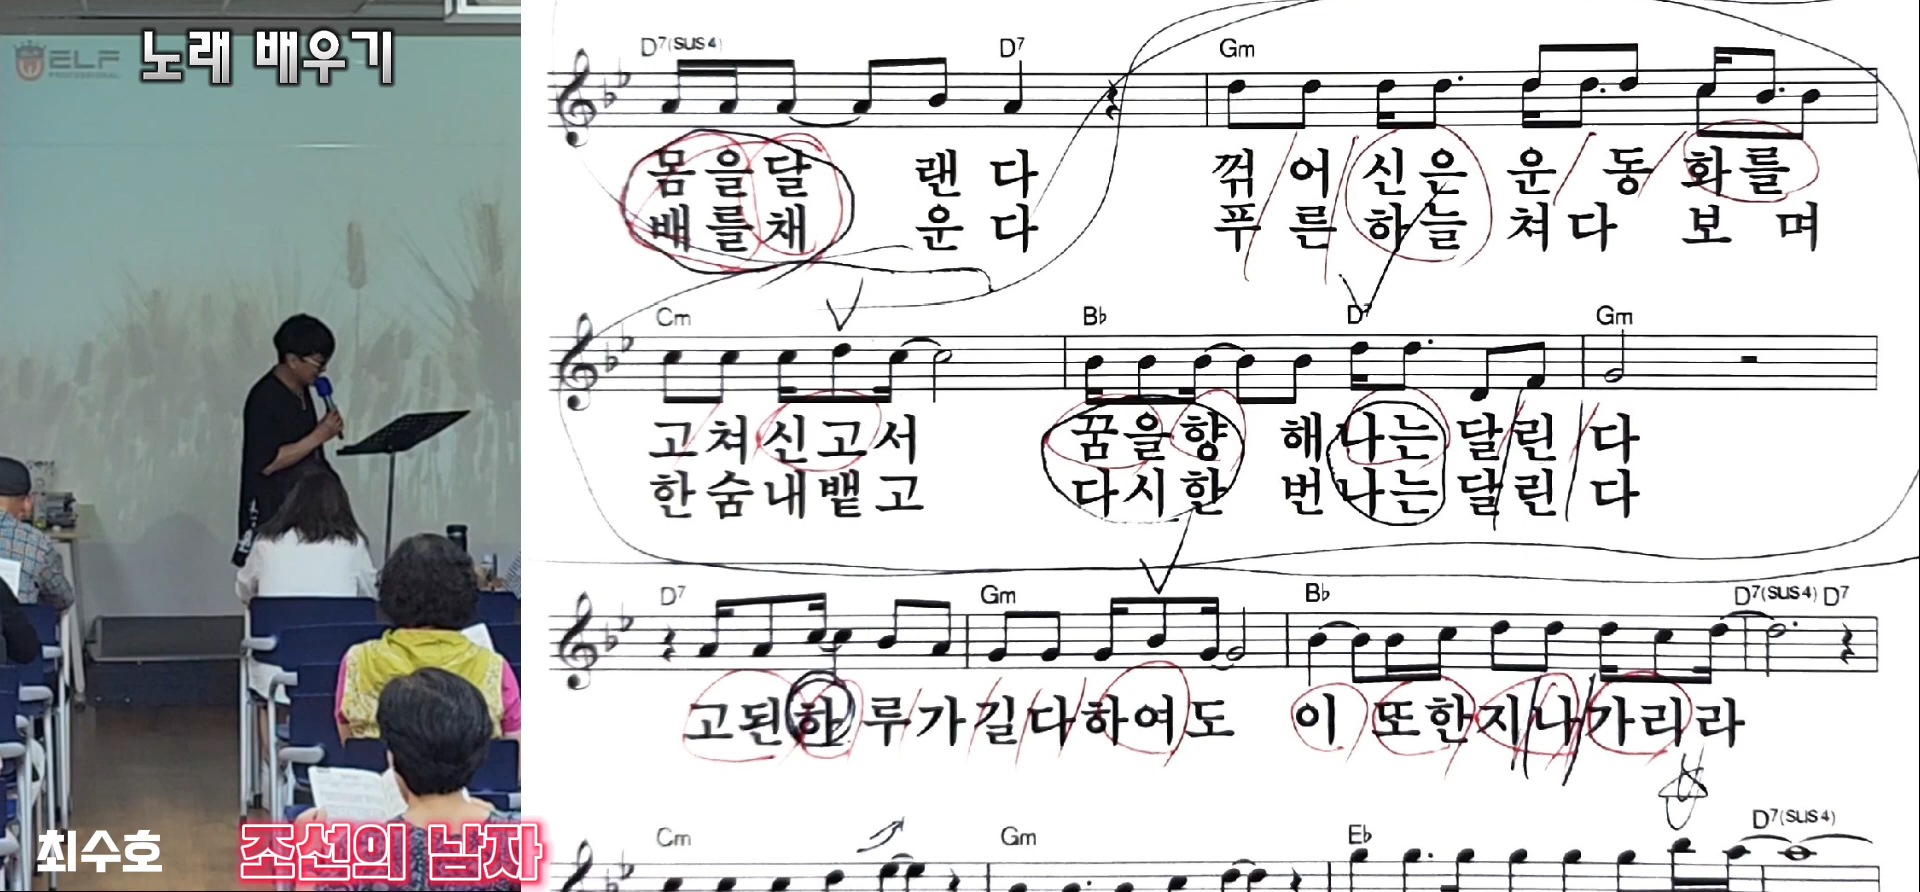 ELF
PROFESSIONAL
노래 배우기
D7(sus4) D7 Gm
몸을달 랜다 꺾어신은운동화를
배를채 운다 푸른하늘쳐다보며
Cm B♭ D7 Gm
고쳐신고서 꿈을향해나는달린다
한숨내뱉고 다시한번나는달린다
D7 Gm B♭ D7(sus4) D7
고된하루가길다하여도 이또한지나가리라
Cm Gm E♭ D7(sus4)
최수호
조선의 남자